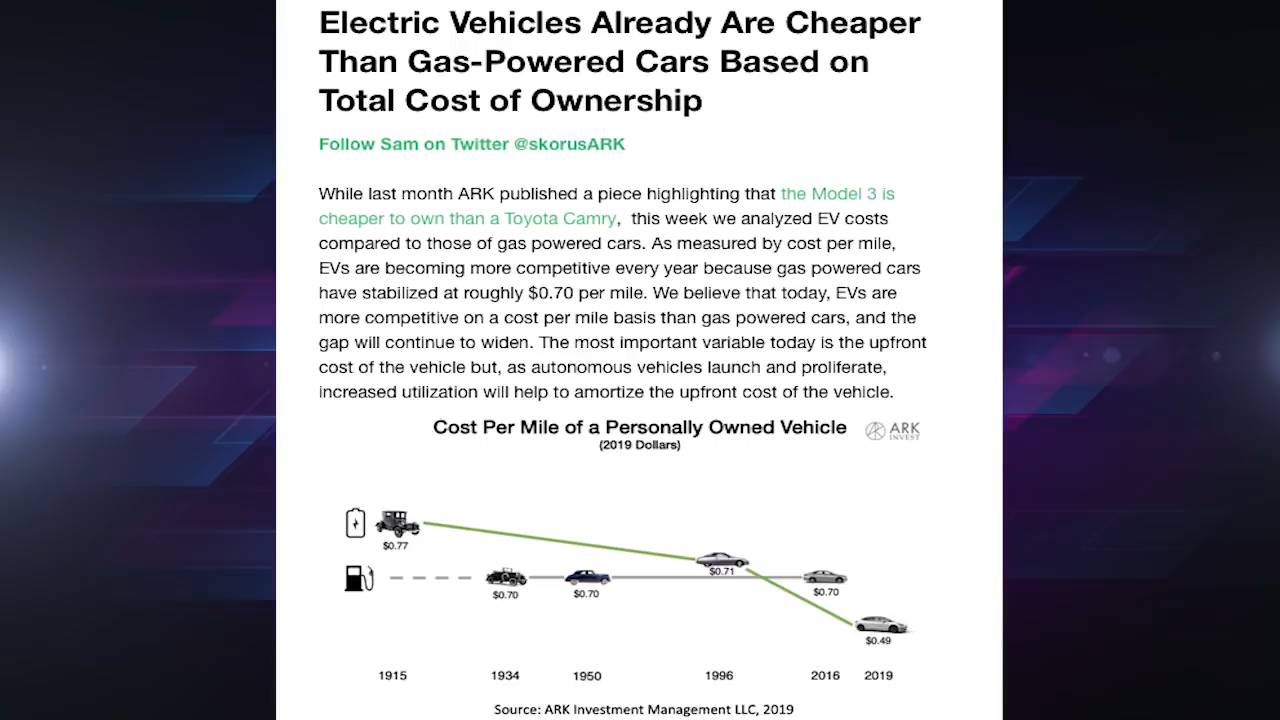 Electric Vehicles Already Are Cheaper
Than Gas-Powered Cars Based on
Total Cost of Ownership
Follow Sam on Twitter @skorusARK
While last month ARK published a piece highlighting that the Model 3 is
cheaper to own than a Toyota Camry, this week we analyzed EV costs
compared to those of gas powered cars. As measured by cost per mile,
EVs are becoming more competitive every year because gas powered cars
have stabilized at roughly $0.70 per mile. We believe that today, EVs are
more competitive on a cost per mile basis than gas powered cars, and the
gap will continue to widen. The most important variable today is the upfront
cost of the vehicle but, as autonomous vehicles launch and proliferate,
increased utilization will help to amortize the upfront cost of the vehicle.
Cost Per Mile of a Personally Owned Vehicle
(2019 Dollars)
ARK
INVEST
$0.77
$0.71
$0.70
$0.70
$0.70
$0.49
1915 1934 1950 1996 2016 2019
Source: ARK Investment Management LLC, 2019